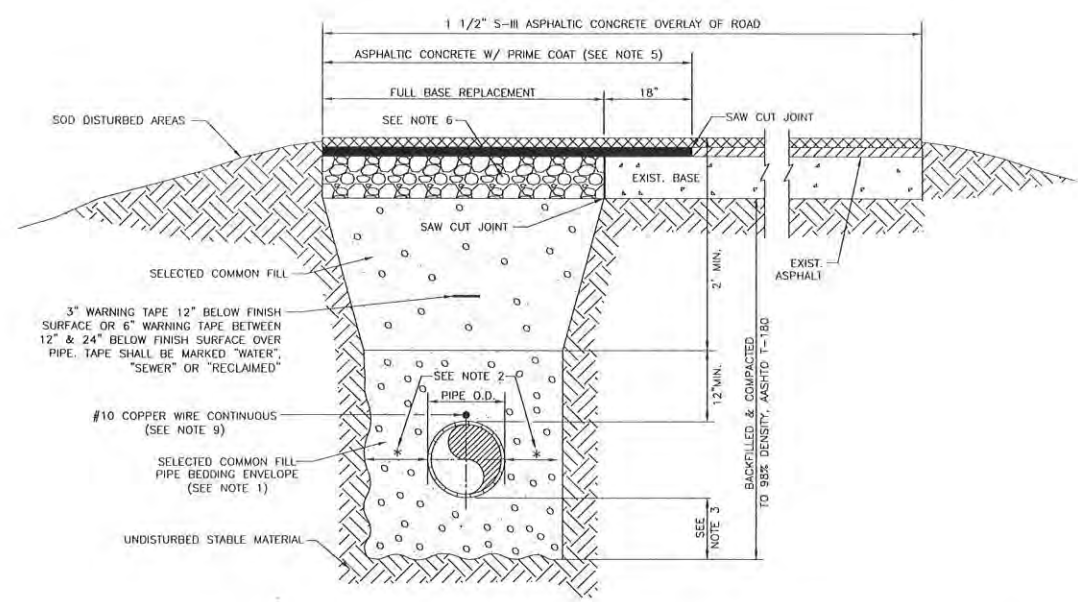 1 1/2" S-III ASPHALTIC CONCRETE OVERLAY OF ROAD
ASPHALTIC CONCRETE W/ PRIME COAT (SEE NOTE 5)
FULL BASE REPLACEMENT
18"
SOD DISTURBED AREAS
SEE NOTE 6
SAW CUT JOINT
EXIST. BASE
SAW CUT JOINT
SELECTED COMMON FILL
EXIST.
ASPHALT
2' MIN.
3" WARNING TAPE 12" BELOW FINISH
SURFACE OR 6" WARNING TAPE BETWEEN
12" & 24" BELOW FINISH SURFACE OVER
PIPE. TAPE SHALL BE MARKED "WATER",
"SEWER" OR "RECLAIMED"
SEE NOTE 2
PIPE O.D.
12"MIN.
#10 COPPER WIRE CONTINUOUS
(SEE NOTE 9)
* *
SELECTED COMMON FILL
PIPE BEDDING ENVELOPE
(SEE NOTE 1)
BACKFILLED & COMPACTED
TO 98% DENSITY, AASHTO T-180
SEE
NOTE 3
UNDISTURBED STABLE MATERIAL